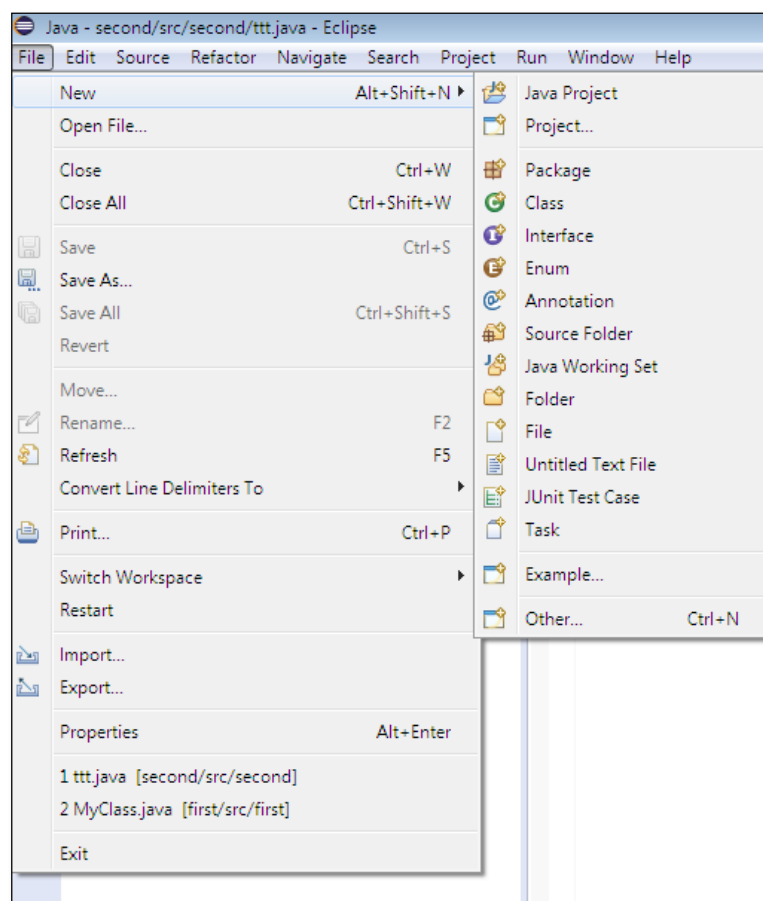 Java - second/src/second/ttt.java - Eclipse
File Edit Source Refactor Navigate Search Project Run Window Help
New Alt+Shift+N
Open File...
Close Ctrl+W
Close All Ctrl+Shift+W
Save Ctrl+S
Save As...
Save All Ctrl+Shift+S
Revert
Move...
Rename... F2
Refresh F5
Convert Line Delimiters To
Print... Ctrl+P
Switch Workspace
Restart
Import...
Export...
Properties Alt+Enter
1 ttt.java [second/src/second]
2 MyClass.java [first/src/first]
Exit
Java Project
Project...
Package
Class
Interface
Enum
Annotation
Source Folder
Java Working Set
Folder
File
Untitled Text File
JUnit Test Case
Task
Example...
Other... Ctrl+N